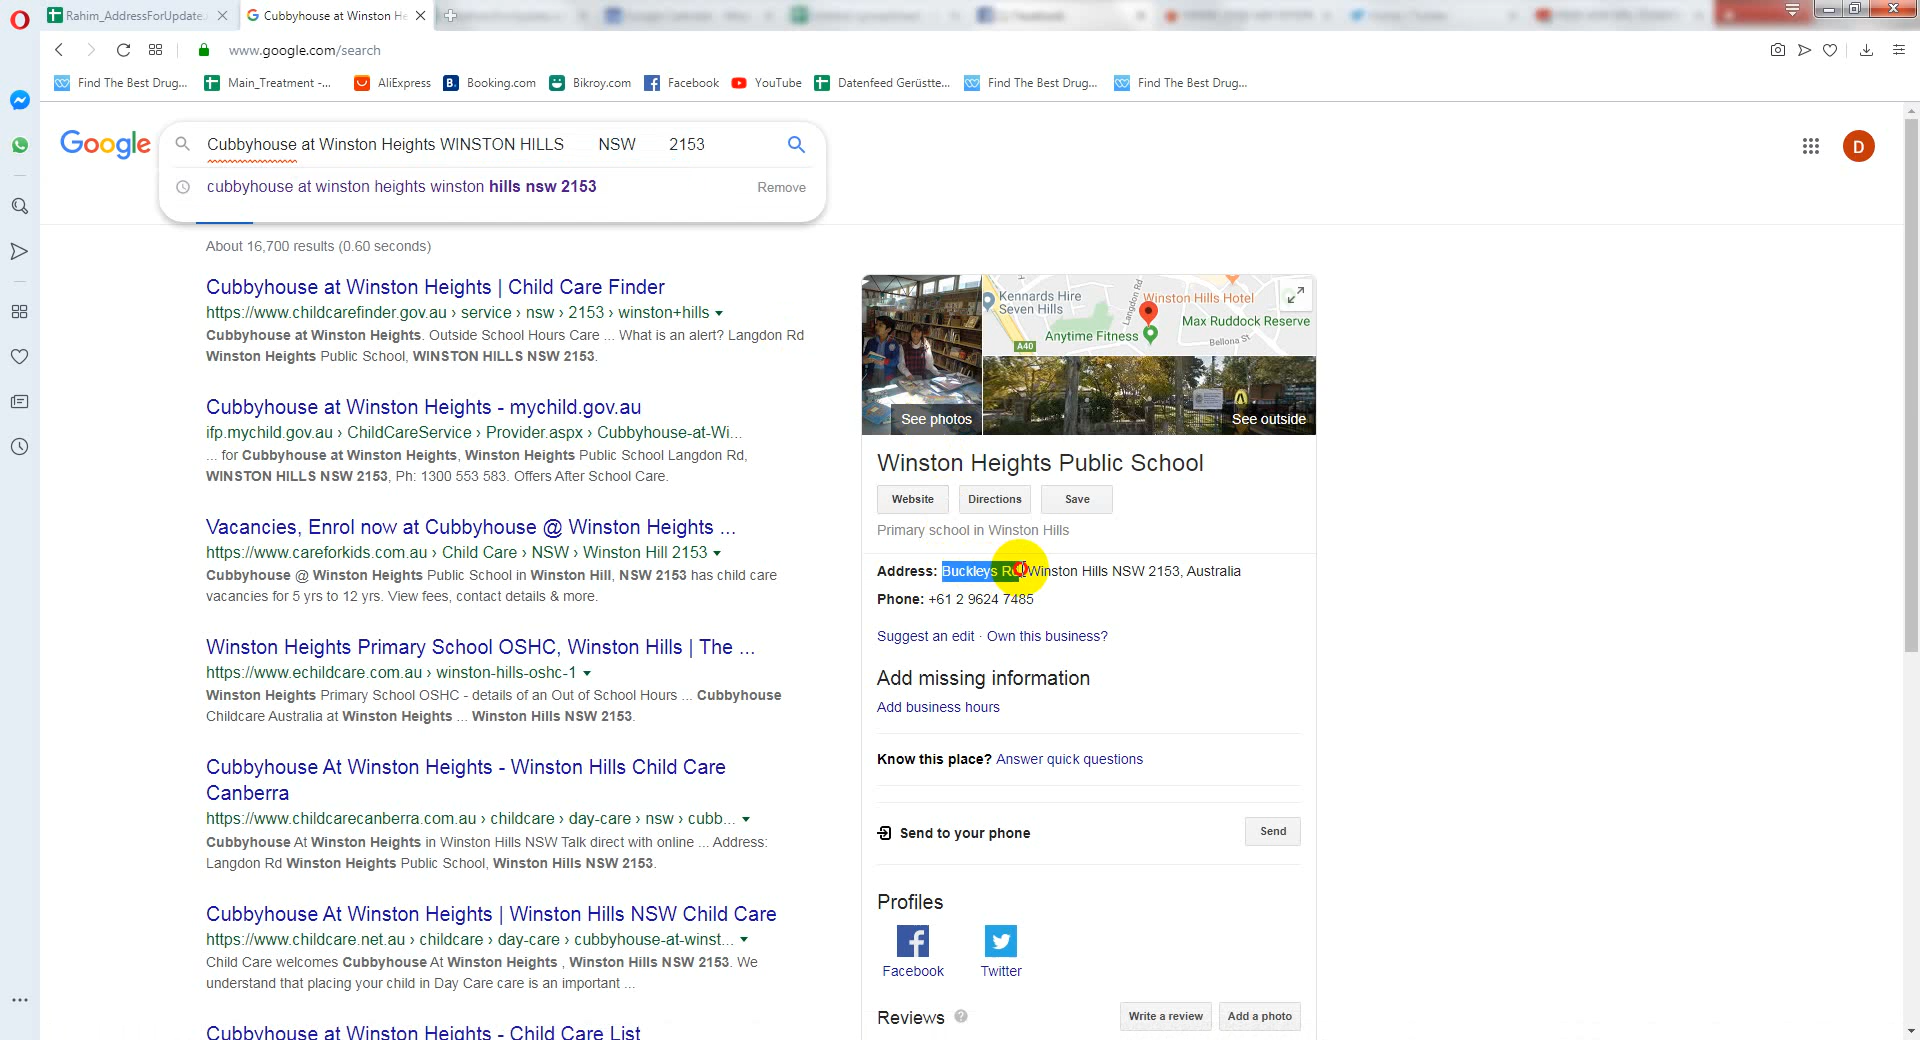 Rahim_AddressForUpdate
Cubbyhouse at Winston He
www.google.com/search
Find The Best Drug...
Main_Treatment -...
AliExpress
Booking.com
Bikroy.com
Facebook
YouTube
Datenfeed Gerüstte...
Find The Best Drug...
Find The Best Drug...
Google
Cubbyhouse at Winston Heights WINSTON HILLS NSW 2153
D
cubbyhouse at winston heights winston hills nsw 2153
Remove
About 16,700 results (0.60 seconds)
Cubbyhouse at Winston Heights | Child Care Finder
https://www.childcarefinder.gov.au › service › nsw › 2153 › winston+hills
Cubbyhouse at Winston Heights. Outside School Hours Care ... What is an alert? Langdon Rd
Winston Heights Public School, WINSTON HILLS NSW 2153.
Cubbyhouse at Winston Heights - mychild.gov.au
ifp.mychild.gov.au › ChildCareService › Provider.aspx › Cubbyhouse-at-Wi...
... for Cubbyhouse at Winston Heights, Winston Heights Public School Langdon Rd,
WINSTON HILLS NSW 2153, Ph: 1300 553 583. Offers After School Care.
Vacancies, Enrol now at Cubbyhouse @ Winston Heights ...
https://www.careforkids.com.au › Child Care › NSW › Winston Hill 2153
Cubbyhouse @ Winston Heights Public School in Winston Hill, NSW 2153 has child care
vacancies for 5 yrs to 12 yrs. View fees, contact details & more.
Winston Heights Primary School OSHC, Winston Hills | The ...
https://www.echildcare.com.au › winston-hills-oshc-1
Winston Heights Primary School OSHC - details of an Out of School Hours ... Cubbyhouse
Childcare Australia at Winston Heights ... Winston Hills NSW 2153.
Cubbyhouse At Winston Heights - Winston Hills Child Care
Canberra
https://www.childcarecanberra.com.au › childcare › day-care › nsw › cubb...
Cubbyhouse At Winston Heights in Winston Hills NSW Talk direct with online ... Address:
Langdon Rd Winston Heights Public School, Winston Hills NSW 2153.
Cubbyhouse At Winston Heights | Winston Hills NSW Child Care
https://www.childcare.net.au › childcare › day-care › cubbyhouse-at-winst...
Child Care welcomes Cubbyhouse At Winston Heights , Winston Hills NSW 2153. We
understand that placing your child in Day Care care is an important ...
Cubbyhouse at Winston Heights - Child Care List
Kennards Hire
Seven Hills
Langdon Rd
Winston Hills Hotel
Max Ruddock Reserve
Anytime Fitness
Bellona St
A40
See photos
See outside
Winston Heights Public School
Website
Directions
Save
Primary school in Winston Hills
Address: Buckleys Rd, Winston Hills NSW 2153, Australia
Phone: +61 2 9624 7485
Suggest an edit · Own this business?
Add missing information
Add business hours
Know this place? Answer quick questions
Send to your phone
Send
Profiles
Facebook
Twitter
Reviews
Write a review
Add a photo